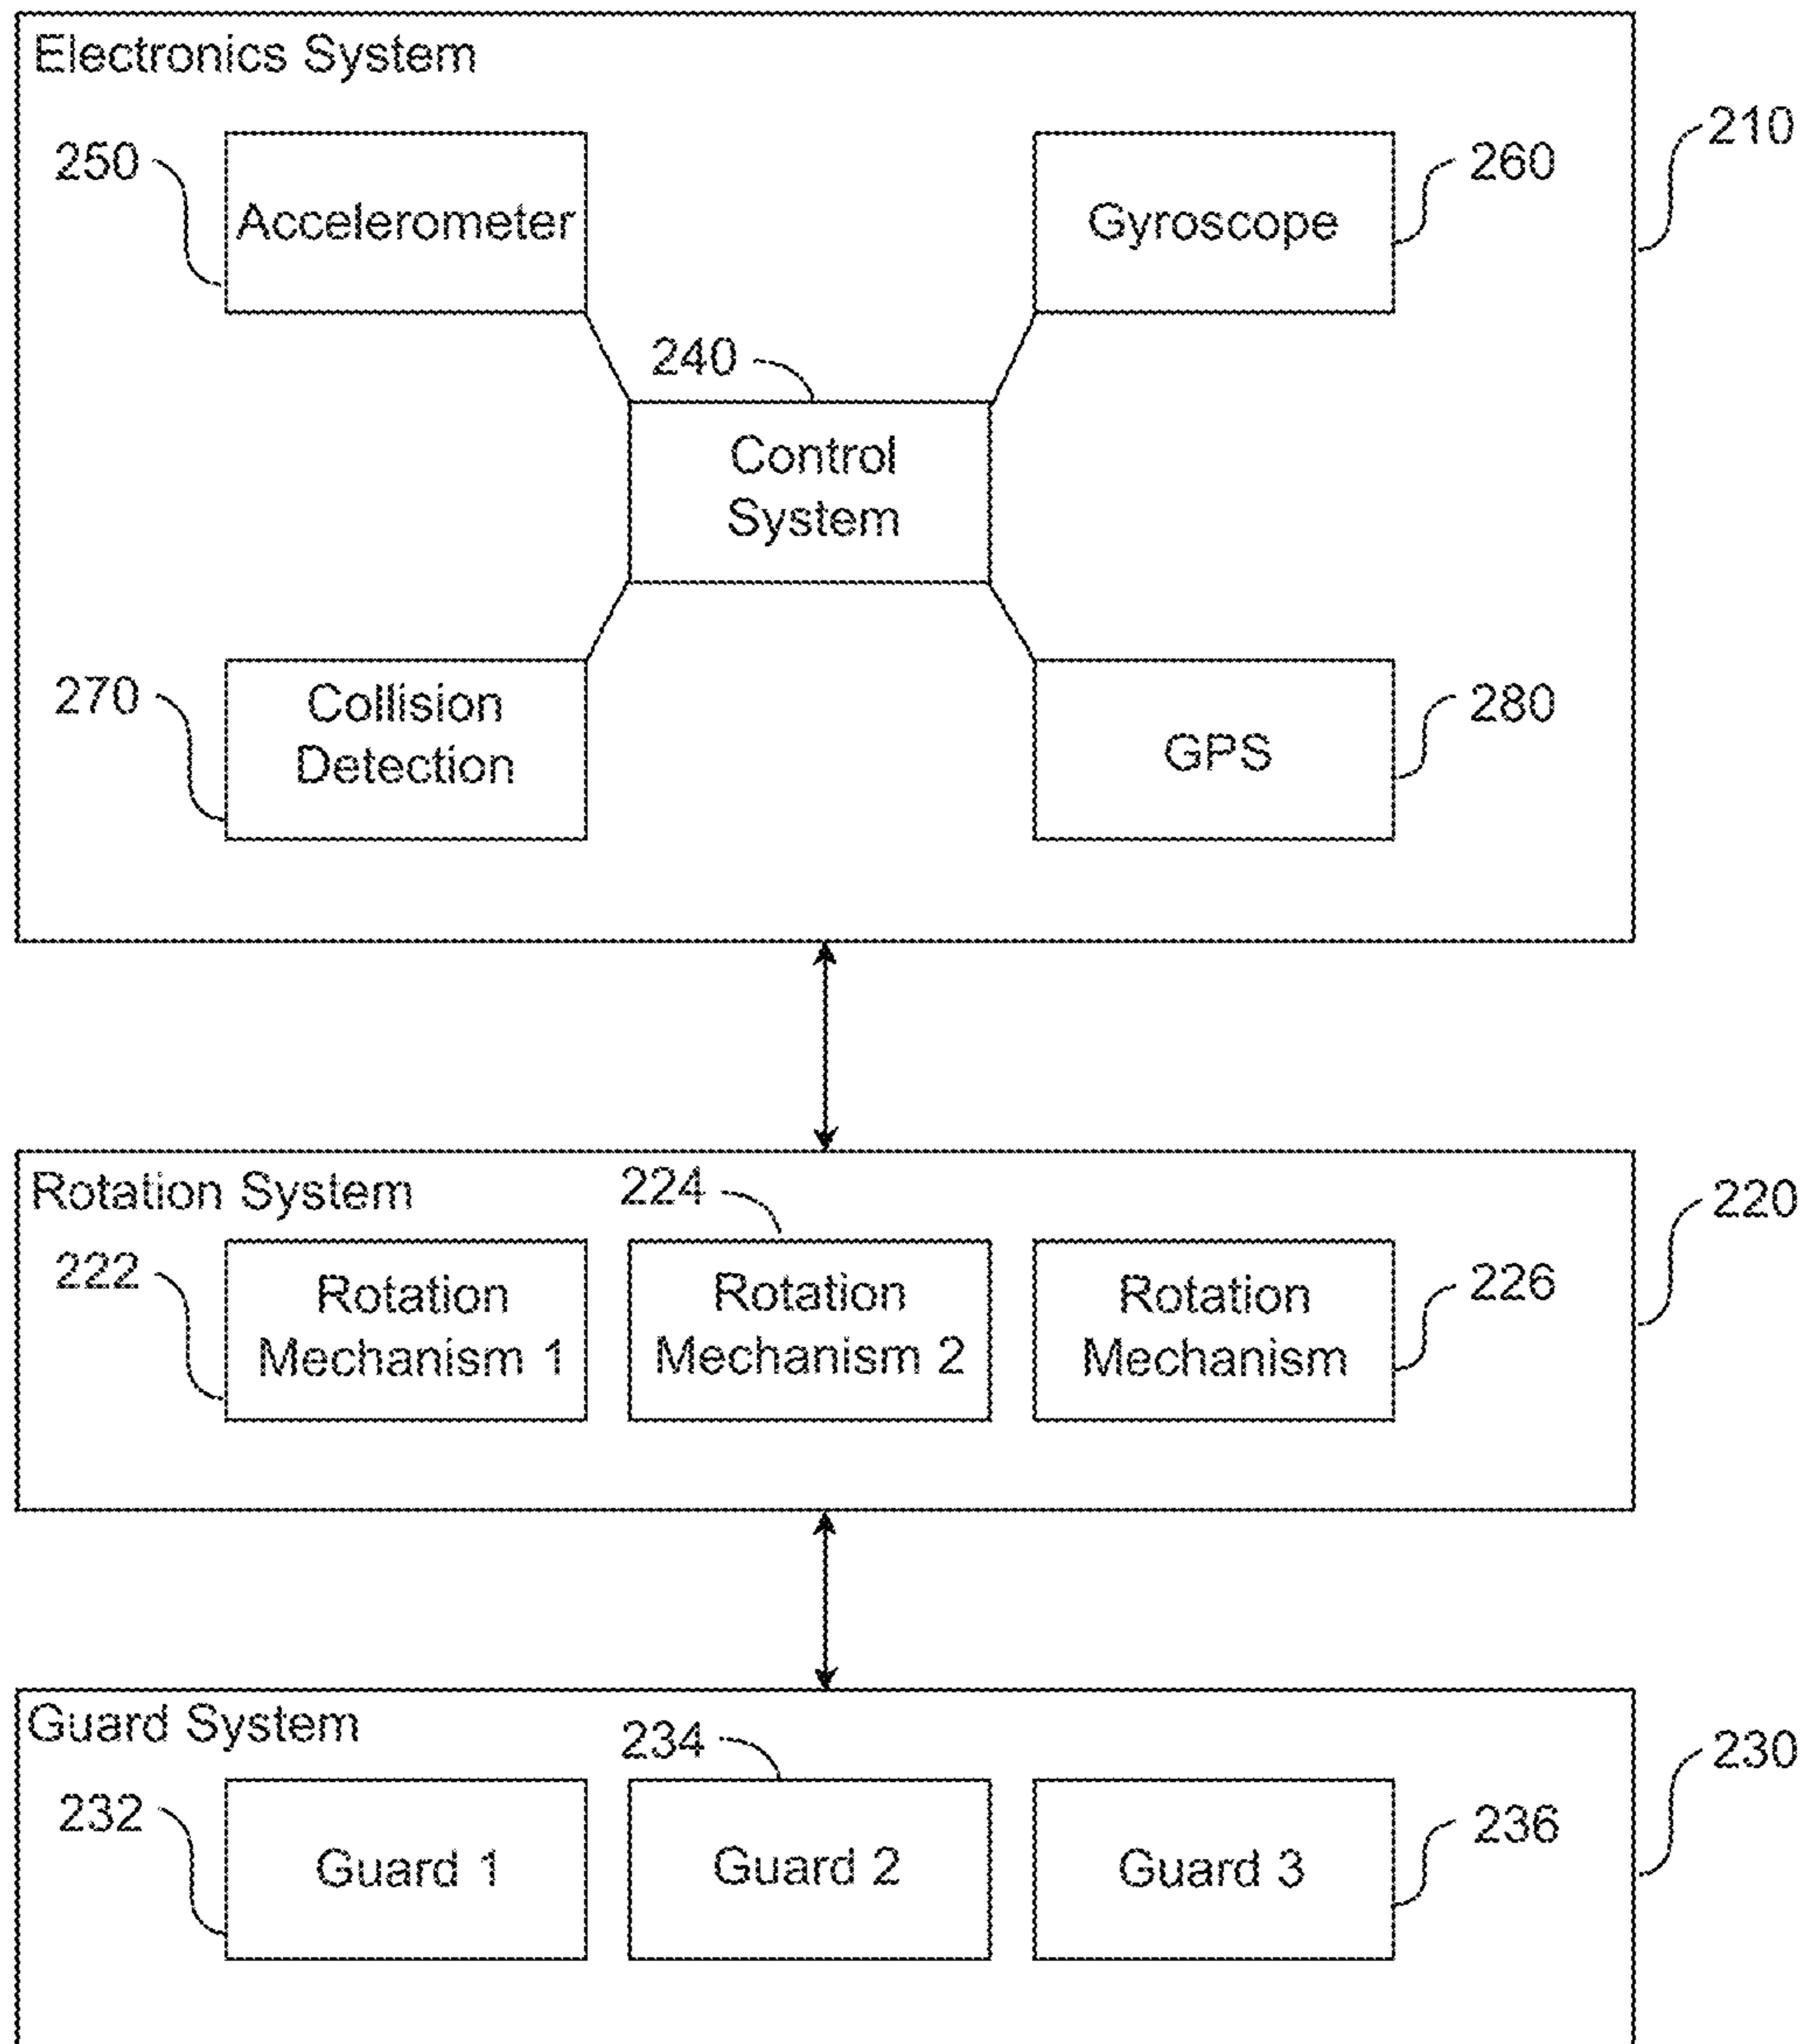 Electronics System
210
250
Accelerometer
260
Gyroscope
240
Control
System
270
Collision
Detection
280
GPS
Rotation System
220
222
Rotation
Mechanism 1
224
Rotation
Mechanism 2
226
Rotation
Mechanism
Guard System
230
232
Guard 1
234
Guard 2
236
Guard 3